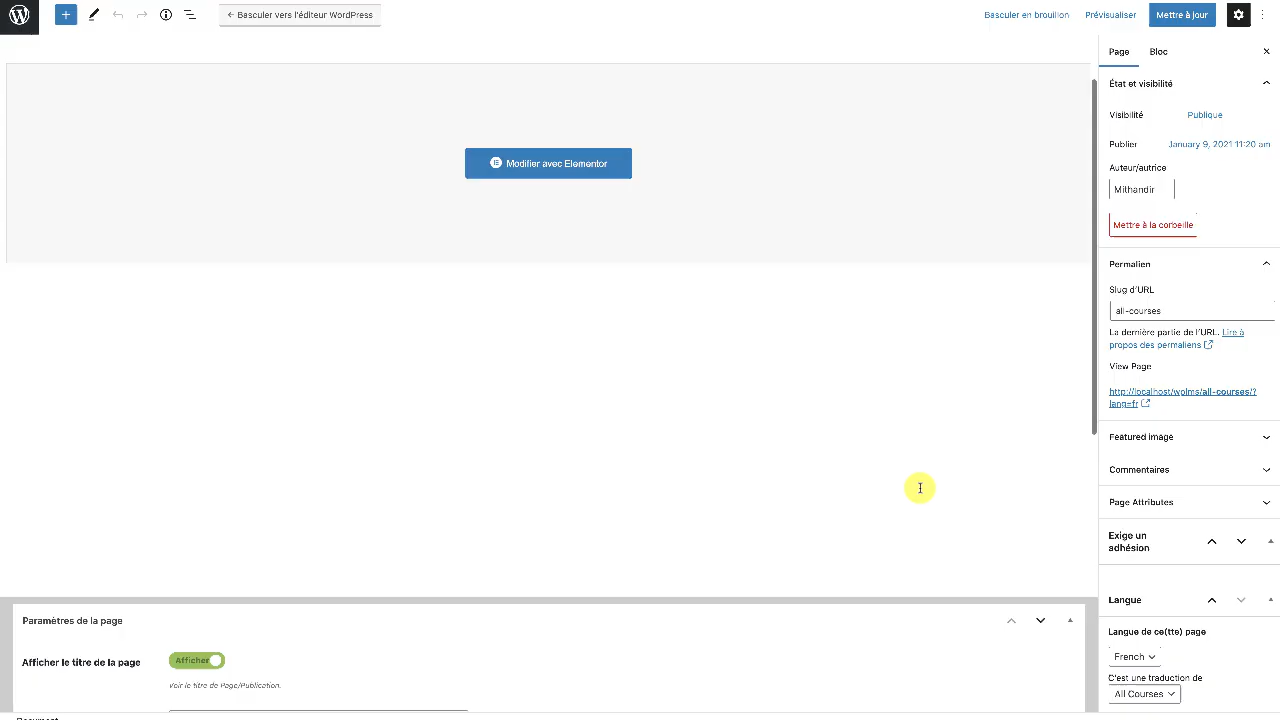 ← Basculer vers l'éditeur WordPress
Basculer en brouillon
Prévisualiser
Mettre à jour
Page
Bloc
État et visibilité
Visibilité
Publique
Publier
January 9, 2021 11:20 am
Auteur/autrice
Mithandir
Mettre à la corbeille
Modifier avec Elementor
Permalien
Slug d'URL
all-courses
La dernière partie de l'URL. Lire à
propos des permaliens
View Page
http://localhost/wplms/all-courses/?
lang=fr
Featured image
Commentaires
Page Attributes
Exige un
adhésion
Langue
Langue de ce(tte) page
French
C'est une traduction de
All Courses
Paramètres de la page
Afficher le titre de la page
Afficher
Voir le titre de Page/Publication.
Document